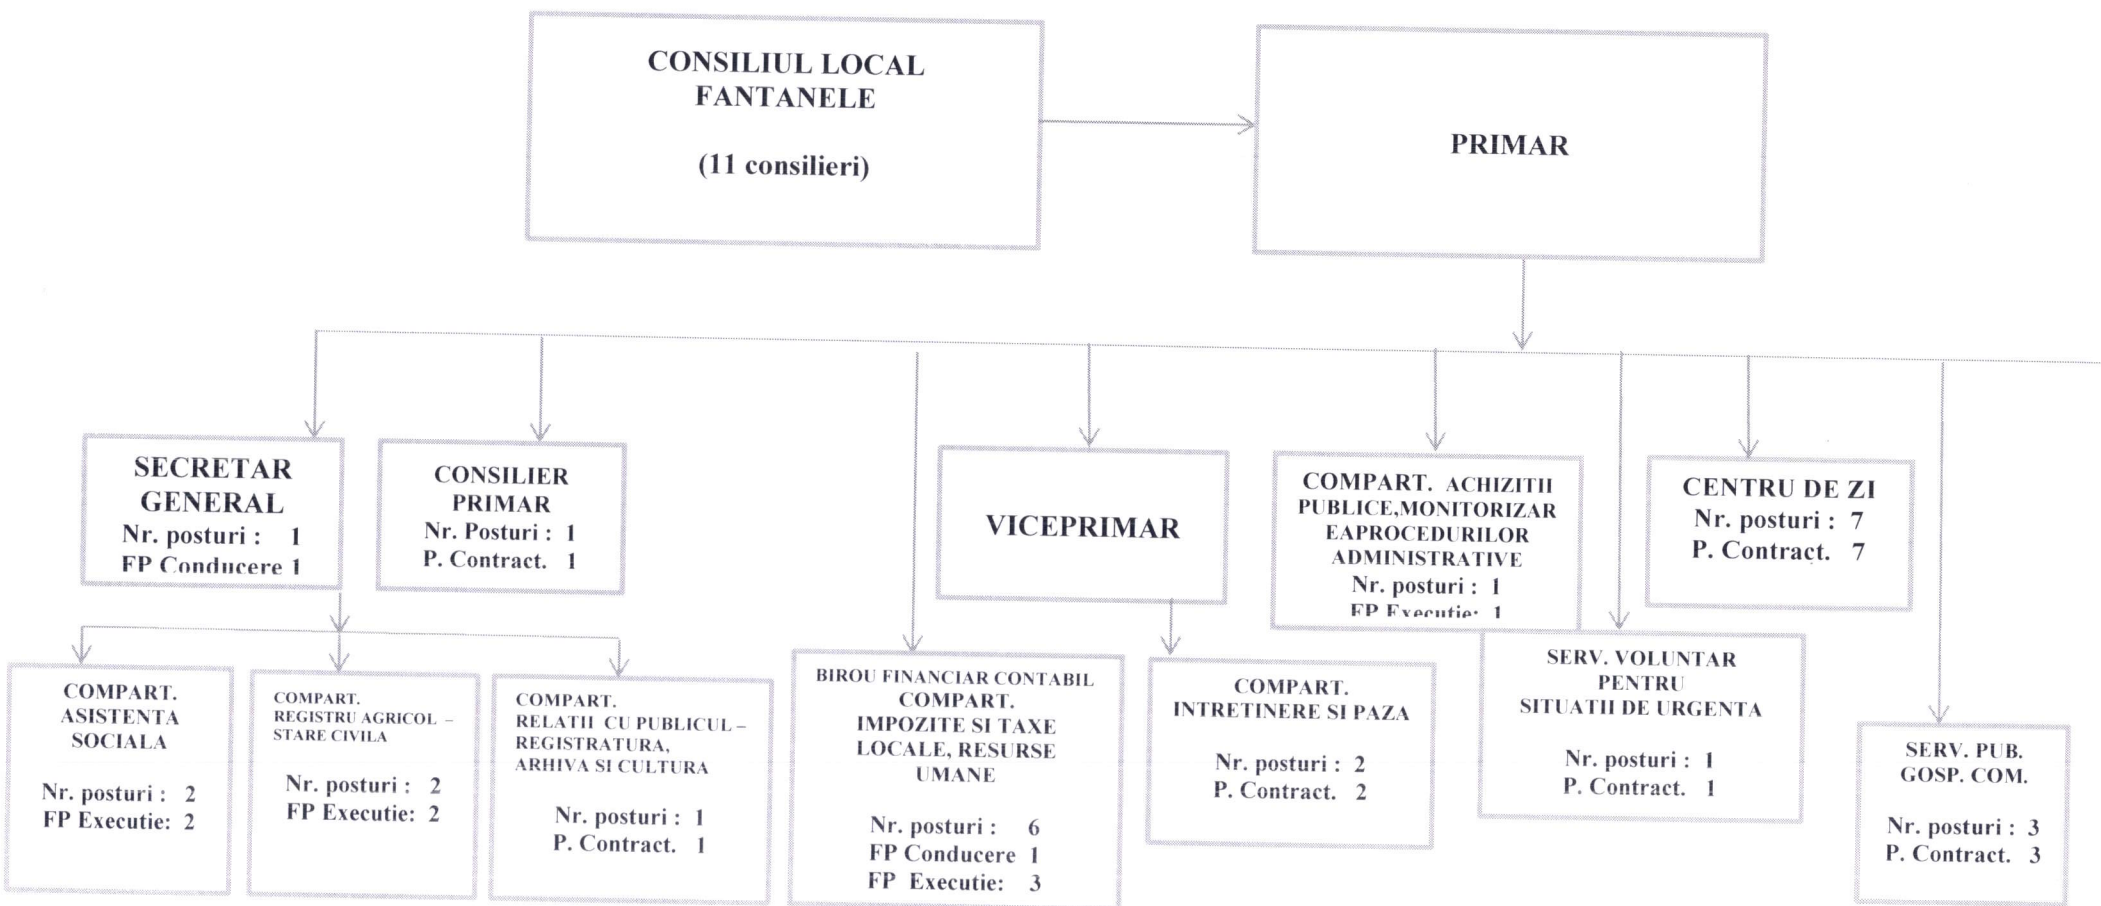 CONSILIUL LOCAL
FANTANELE
(11 consilieri)
PRIMAR
SECRETAR
GENERAL
Nr. posturi : 1
FP Conducere 1
CONSILIER
PRIMAR
Nr. Posturi : 1
P. Contract. 1
VICEPRIMAR
COMPART. ACHIZITII
PUBLICE,MONITORIZAR
EAPROCEDURILOR
ADMINISTRATIVE
Nr. posturi : 1
FP Executie: 1
CENTRU DE ZI
Nr. posturi : 7
P. Contract. 7
COMPART.
ASISTENTA
SOCIALA
Nr. posturi : 2
FP Executie: 2
COMPART.
REGISTRU AGRICOL –
STARE CIVILA
Nr. posturi : 2
FP Executie: 2
COMPART.
RELATII CU PUBLICUL –
REGISTRATURA,
ARHIVA SI CULTURA
Nr. posturi : 1
P. Contract. 1
BIROU FINANCIAR CONTABIL
COMPART.
IMPOZITE SI TAXE
LOCALE, RESURSE
UMANE
Nr. posturi : 6
FP Conducere 1
FP Executie: 3
COMPART.
INTRETINERE SI PAZA
Nr. posturi : 2
P. Contract. 2
SERV. VOLUNTAR
PENTRU
SITUATII DE URGENTA
Nr. posturi : 1
P. Contract. 1
SERV. PUB.
GOSP. COM.
Nr. posturi : 3
P. Contract. 3